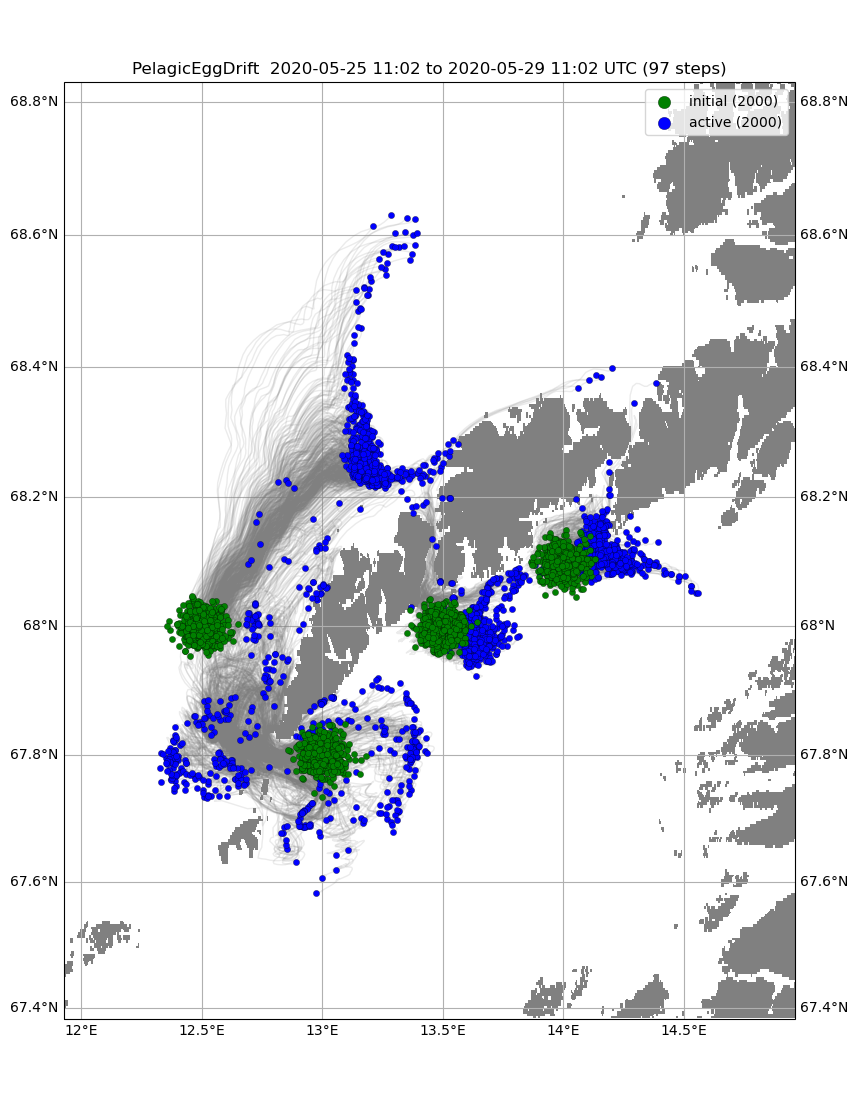 PelagicEggDrift  2020-05-25 11:02 to 2020-05-29 11:02 UTC (97 steps)
initial (2000)
active (2000)
68.8°N 68.8°N
68.6°N 68.6°N
68.4°N 68.4°N
68.2°N 68.2°N
68°N 68°N
67.8°N 67.8°N
67.6°N 67.6°N
67.4°N 67.4°N
12°E 12.5°E 13°E 13.5°E 14°E 14.5°E